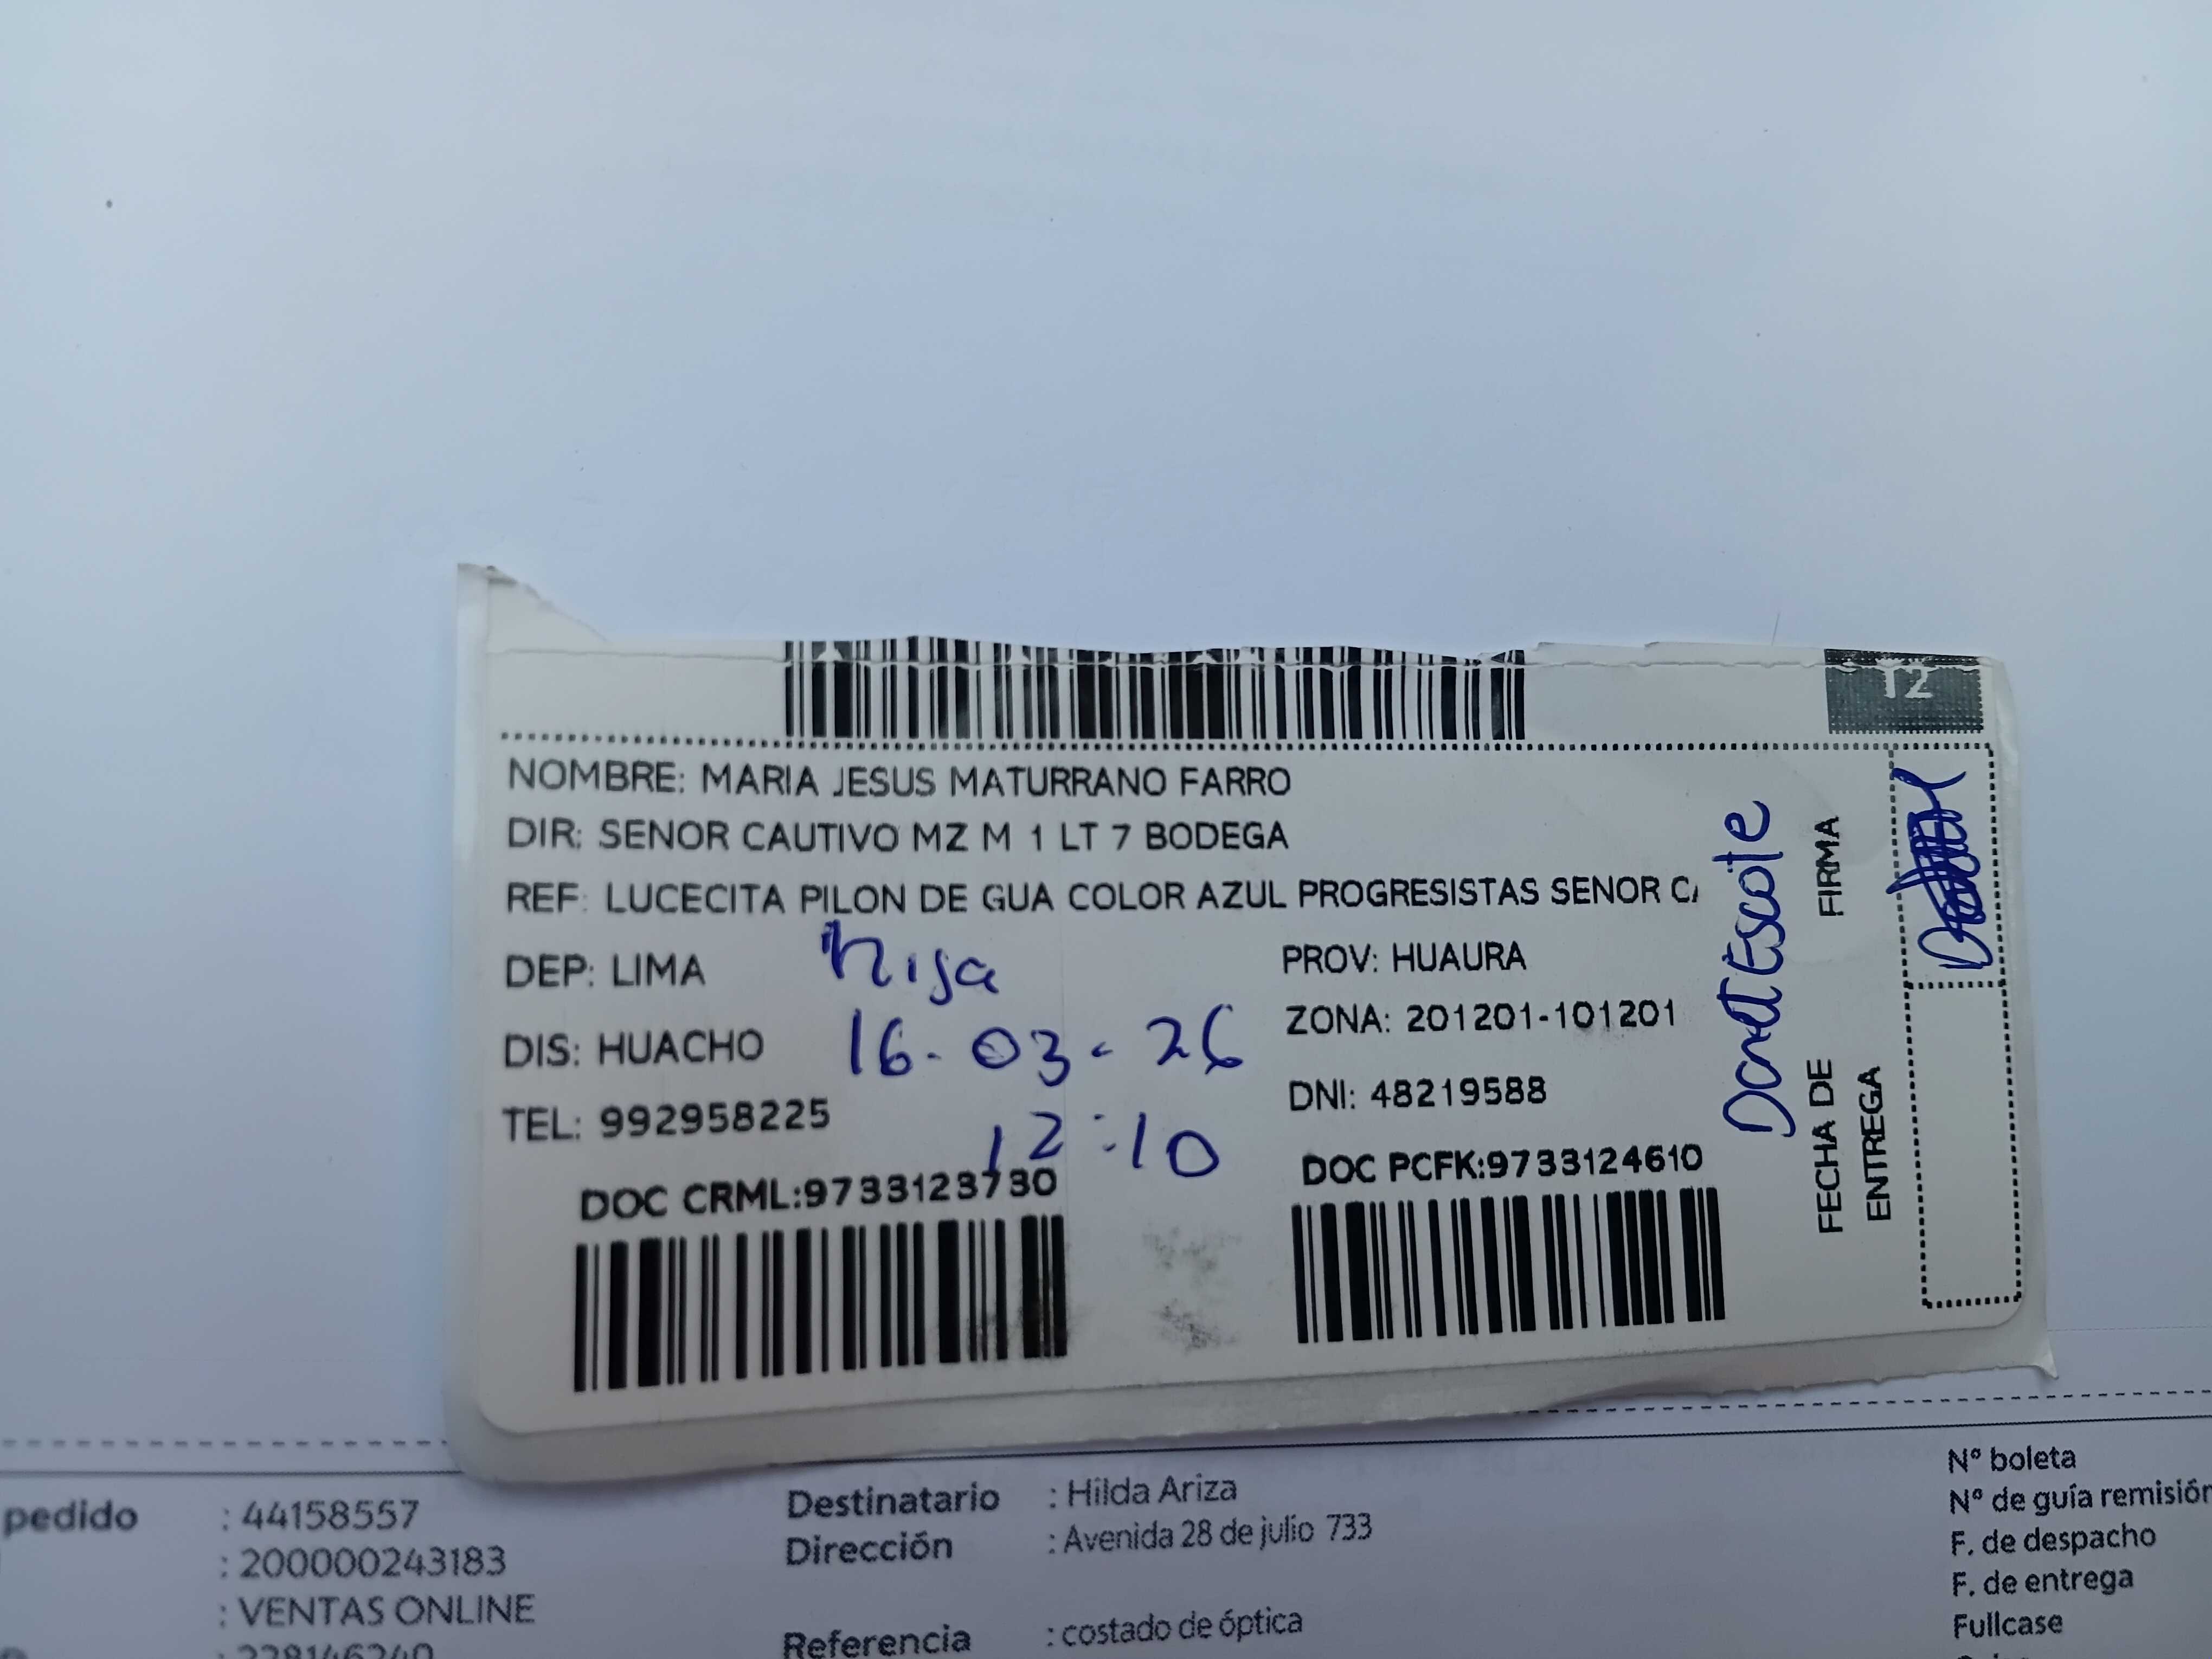 T2
NOMBRE: MARIA JESUS MATURRANO FARRO
DIR: SENOR CAUTIVO MZ M 1 LT 7 BODEGA
REF: LUCECITA PILON DE GUA COLOR AZUL PROGRESISTAS SENOR CA
DEP: LIMA
hija
PROV: HUAURA
DIS: HUACHO
16-03-26
ZONA: 201201-101201
TEL: 992958225
12:10
DNI: 48219588
DOC CRML:9733123730
DOC PCFK:9733124610
FIRMA
FECHA DE
ENTREGA
pedido : 44158557
: 200000243183
: VENTAS ONLINE
Destinatario : Hilda Ariza
Dirección : Avenida 28 de julio 733
Referencia : costado de óptica
N° boleta
N° de guía remisión
F. de despacho
F. de entrega
Fullcase